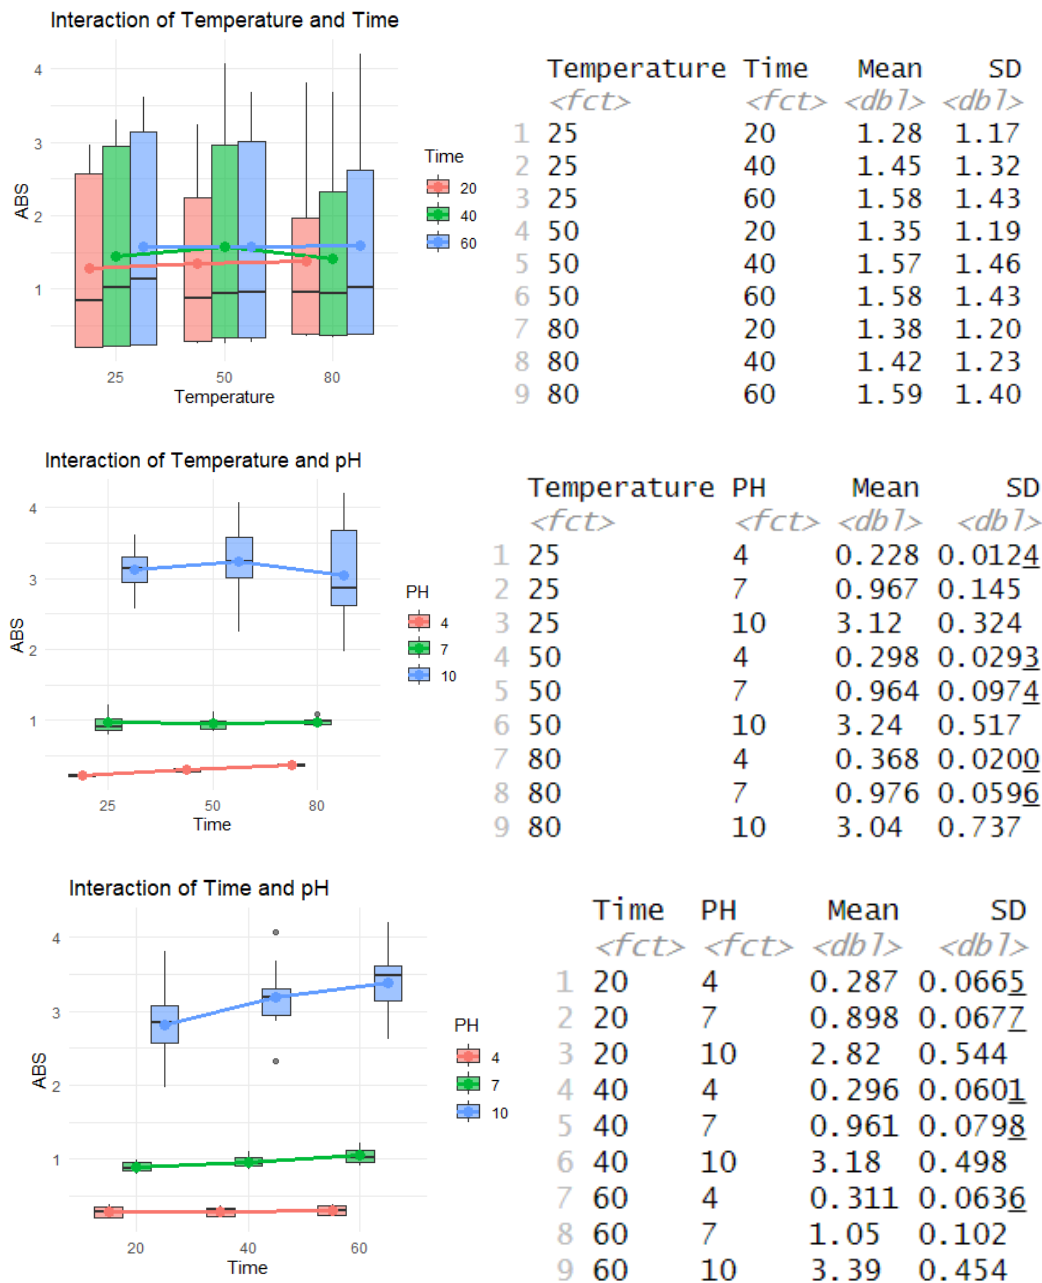 Interaction of Temperature and Time
4
3
2
1
ABS
25 50 80
Temperature
Time
20
40
60
Temperature Time Mean SD
<fct> <fct> <dbl> <dbl>
1 25 20 1.28 1.17
2 25 40 1.45 1.32
3 25 60 1.58 1.43
4 50 20 1.35 1.19
5 50 40 1.57 1.46
6 50 60 1.58 1.43
7 80 20 1.38 1.20
8 80 40 1.42 1.23
9 80 60 1.59 1.40
Interaction of Temperature and pH
4
3
2
1
ABS
25 50 80
Time
PH
4
7
10
Temperature PH Mean SD
<fct> <fct> <dbl> <dbl>
1 25 4 0.228 0.0124
2 25 7 0.967 0.145
3 25 10 3.12 0.324
4 50 4 0.298 0.0293
5 50 7 0.964 0.0974
6 50 10 3.24 0.517
7 80 4 0.368 0.0200
8 80 7 0.976 0.0596
9 80 10 3.04 0.737
Interaction of Time and pH
4
3
2
1
ABS
20 40 60
Time
PH
4
7
10
Time PH Mean SD
<fct> <fct> <dbl> <dbl>
1 20 4 0.287 0.0665
2 20 7 0.898 0.0677
3 20 10 2.82 0.544
4 40 4 0.296 0.0601
5 40 7 0.961 0.0798
6 40 10 3.18 0.498
7 60 4 0.311 0.0636
8 60 7 1.05 0.102
9 60 10 3.39 0.454